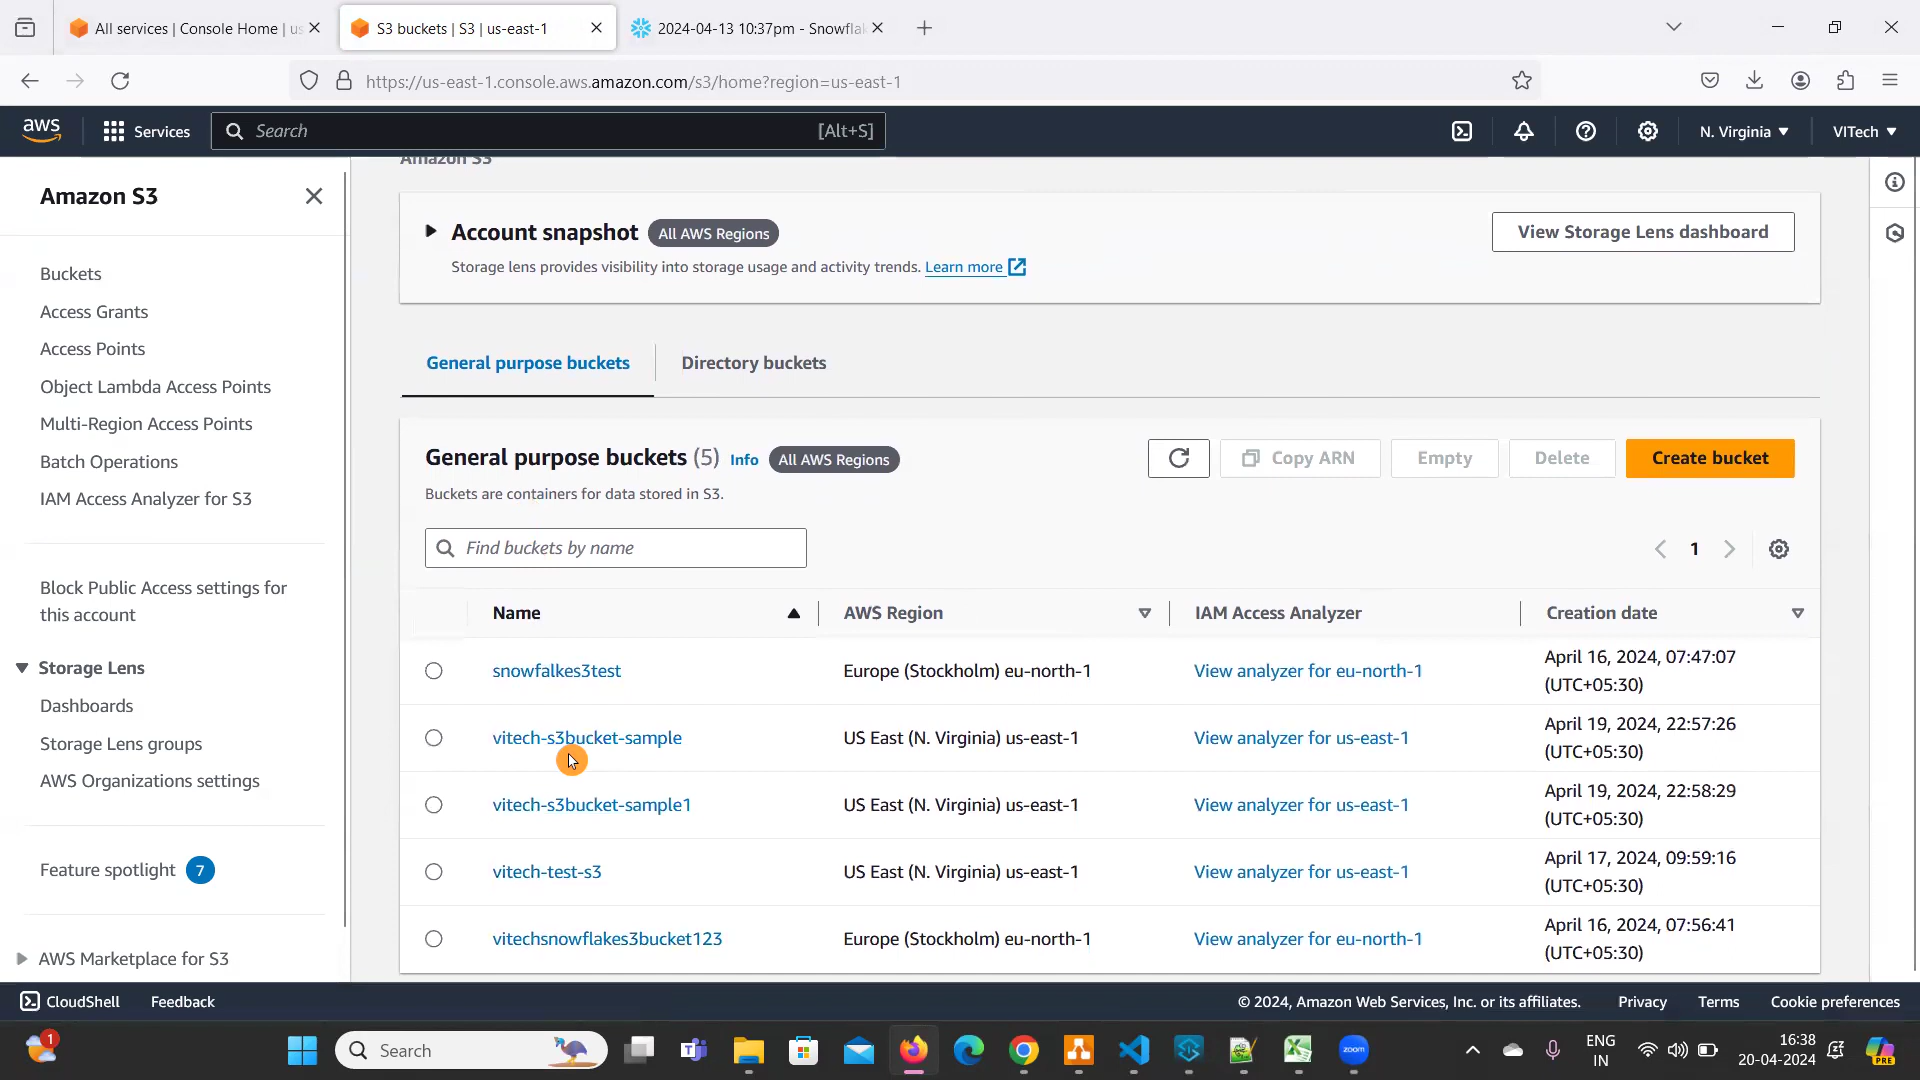 All services | Console Home | us
S3 buckets | S3 | us-east-1
2024-04-13 10:37pm - Snowflak
https://us-east-1.console.aws.amazon.com/s3/home?region=us-east-1
aws
Services
Search
[Alt+S]
N. Virginia
VITech
Amazon S3
Amazon S3
Buckets
Access Grants
Access Points
Object Lambda Access Points
Multi-Region Access Points
Batch Operations
IAM Access Analyzer for S3
Block Public Access settings for
this account
Storage Lens
Dashboards
Storage Lens groups
AWS Organizations settings
Feature spotlight 7
AWS Marketplace for S3
Account snapshot All AWS Regions
View Storage Lens dashboard
Storage lens provides visibility into storage usage and activity trends. Learn more
General purpose buckets
Directory buckets
General purpose buckets (5) Info All AWS Regions
Copy ARN
Empty
Delete
Create bucket
Buckets are containers for data stored in S3.
Find buckets by name
1
Name AWS Region IAM Access Analyzer Creation date
snowfalkes3test Europe (Stockholm) eu-north-1 View analyzer for eu-north-1 April 16, 2024, 07:47:07
(UTC+05:30)
vitech-s3bucket-sample US East (N. Virginia) us-east-1 View analyzer for us-east-1 April 19, 2024, 22:57:26
(UTC+05:30)
vitech-s3bucket-sample1 US East (N. Virginia) us-east-1 View analyzer for us-east-1 April 19, 2024, 22:58:29
(UTC+05:30)
vitech-test-s3 US East (N. Virginia) us-east-1 View analyzer for us-east-1 April 17, 2024, 09:59:16
(UTC+05:30)
vitechsnowflakes3bucket123 Europe (Stockholm) eu-north-1 View analyzer for eu-north-1 April 16, 2024, 07:56:41
(UTC+05:30)
CloudShell Feedback
© 2024, Amazon Web Services, Inc. or its affiliates. Privacy Terms Cookie preferences
1
Search
zoom
ENG
IN
16:38
20-04-2024
PRE